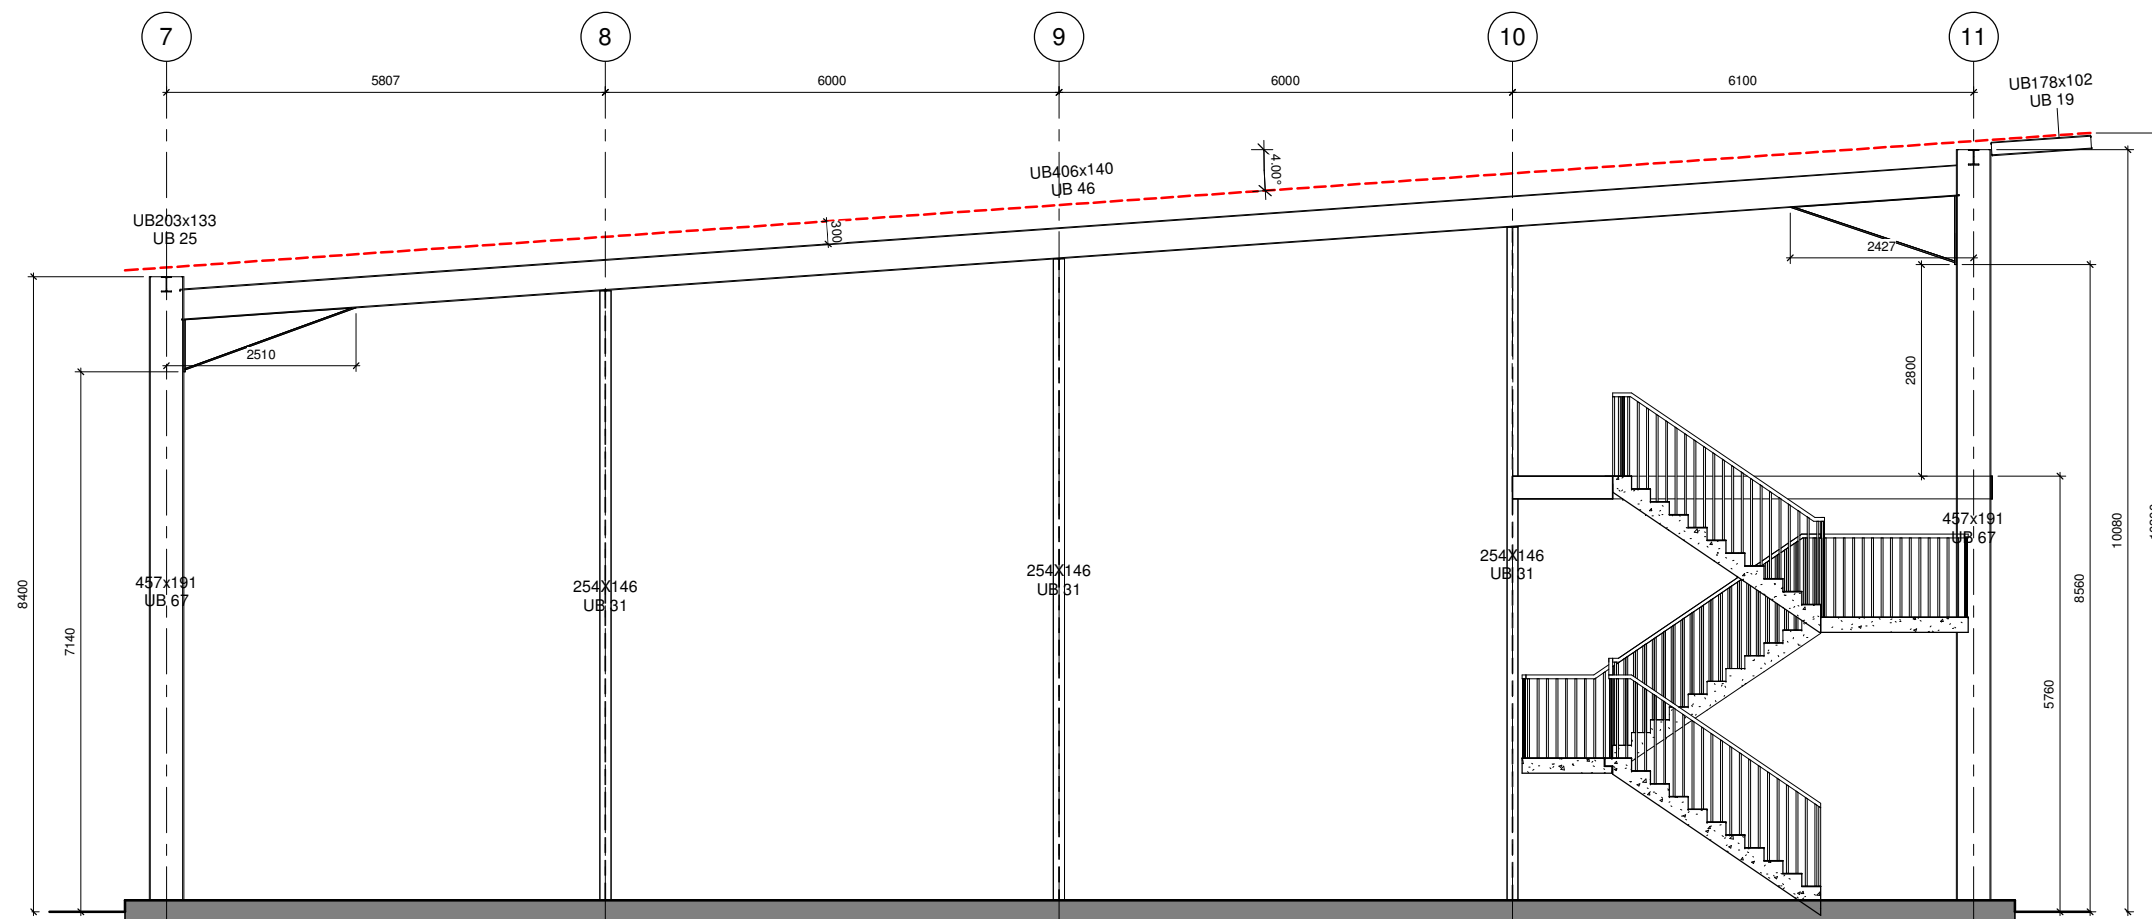 7
8
9
10
11
5807
6000
6000
6100
UB178x102
UB 19
UB406x140
UB 46
4.00°
UB203x133
UB 25
300
2427
2510
2800
457x191
UB 67
254X146
UB 31
254X146
UB 31
254X146
UB 31
457x191
UB 67
8400
7140
5760
8560
10080